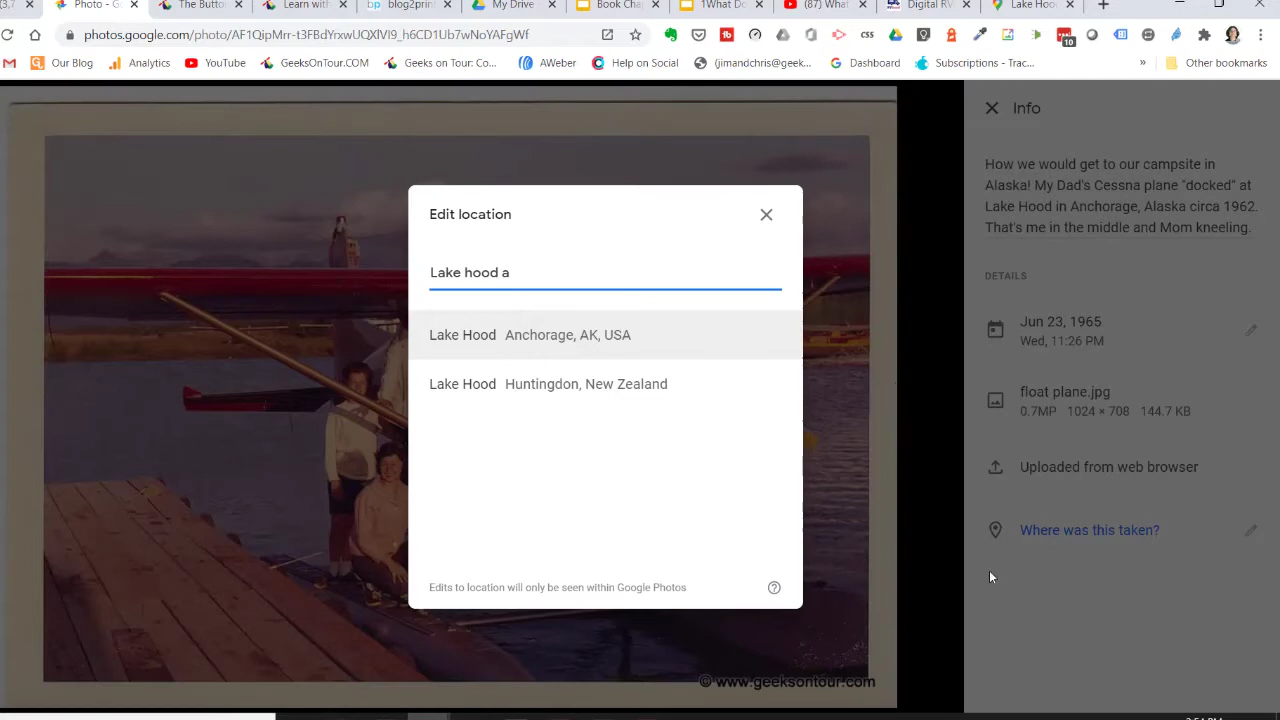 (3,7
Photo - G
The Button
Learn with
blog2print
My Drive
Book Cha
1What Do
(87) What
Digital RV
Lake Hoo
photos.google.com/photo/AF1QipMrr-t3FBdYrxwUQXlVl9_h6CD1Ub7wNoYAFgWf
10
Our Blog
Analytics
YouTube
GeeksOnTour.COM
Geeks on Tour. Co...
AWeber
Help on Social
(jimandchris@geek...
Dashboard
Subscriptions - Trac...
»
Other bookmarks
Info
How we would get to our campsite in
Alaska! My Dad's Cessna plane "docked" at
Lake Hood in Anchorage, Alaska circa 1962.
That's me in the middle and Mom kneeling.
DETAILS
Jun 23, 1965
Wed, 11:26 PM
float plane.jpg
0.7MP 1024 × 708 144.7 KB
Uploaded from web browser
Where was this taken?
Edit location
Lake hood a
Lake Hood Anchorage, AK, USA
Lake Hood Huntingdon, New Zealand
Edits to location will only be seen within Google Photos
© www.geeksontour.com